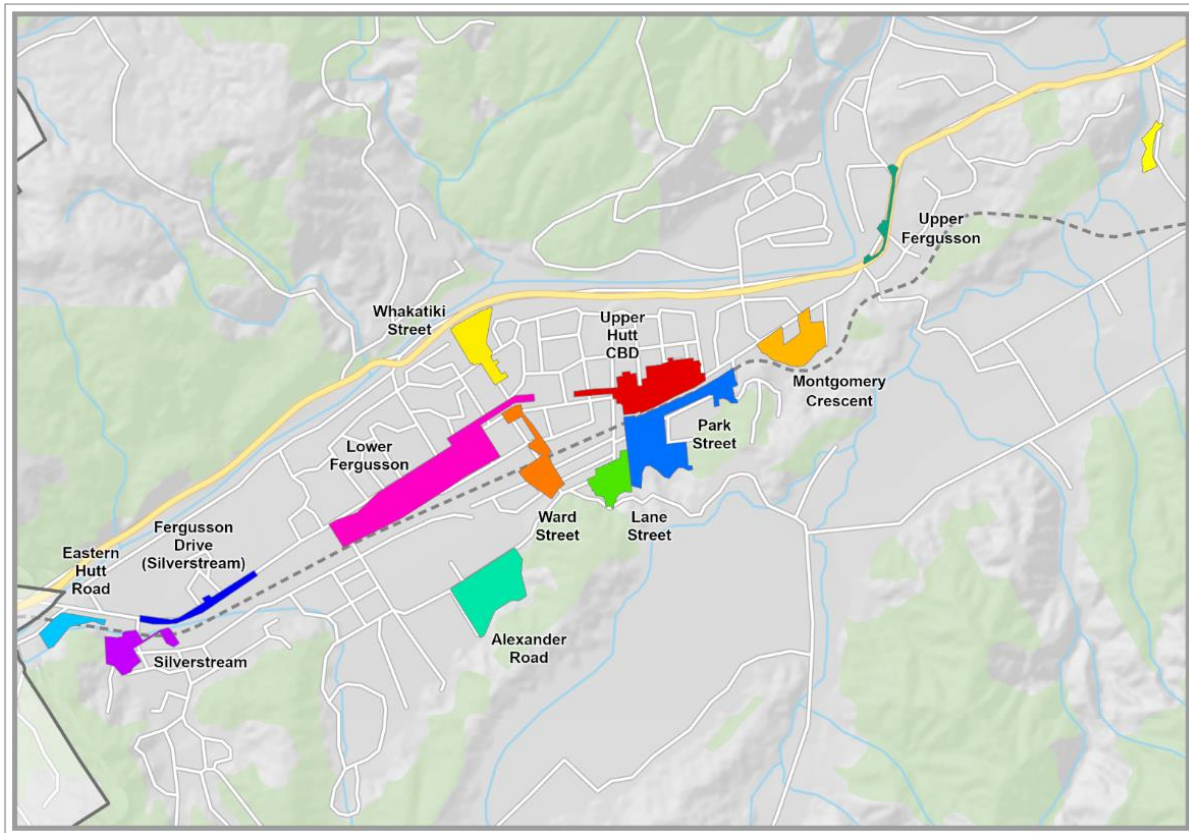 Upper
Fergusson
Whakatiki
Street
Upper
Hutt
CBD
Montgomery
Crescent
Park
Street
Lower
Fergusson
Ward
Street
Lane
Street
Fergusson
Drive
(Silverstream)
Eastern
Hutt
Road
Alexander
Road
Silverstream